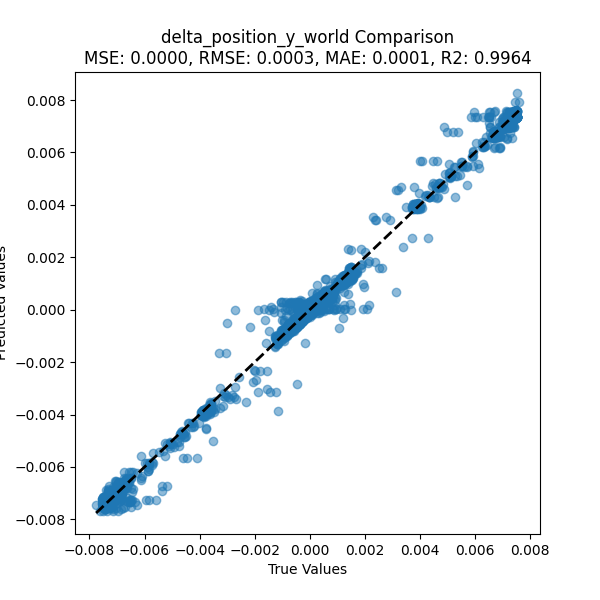 delta_position_y_world Comparison
MSE: 0.0000, RMSE: 0.0003, MAE: 0.0001, R2: 0.9964
0.008
0.006
0.004
0.002
0.000
−0.002
−0.004
−0.006
−0.008
Predicted Values
−0.008 −0.006 −0.004 −0.002 0.000 0.002 0.004 0.006 0.008
True Values